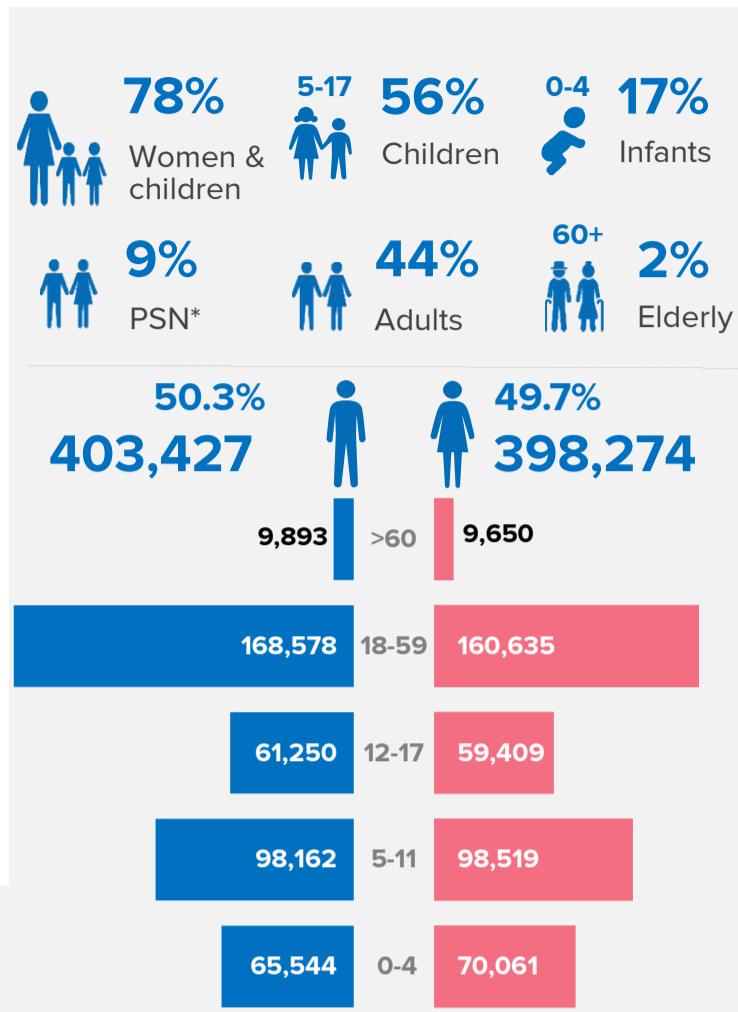 78%
Women &
children
5-17
56%
Children
0-4
17%
Infants
9%
PSN*
44%
Adults
60+
2%
Elderly
50.3%
403,427
49.7%
398,274
9,893 >60 9,650
168,578 18-59 160,635
61,250 12-17 59,409
98,162 5-11 98,519
65,544 0-4 70,061